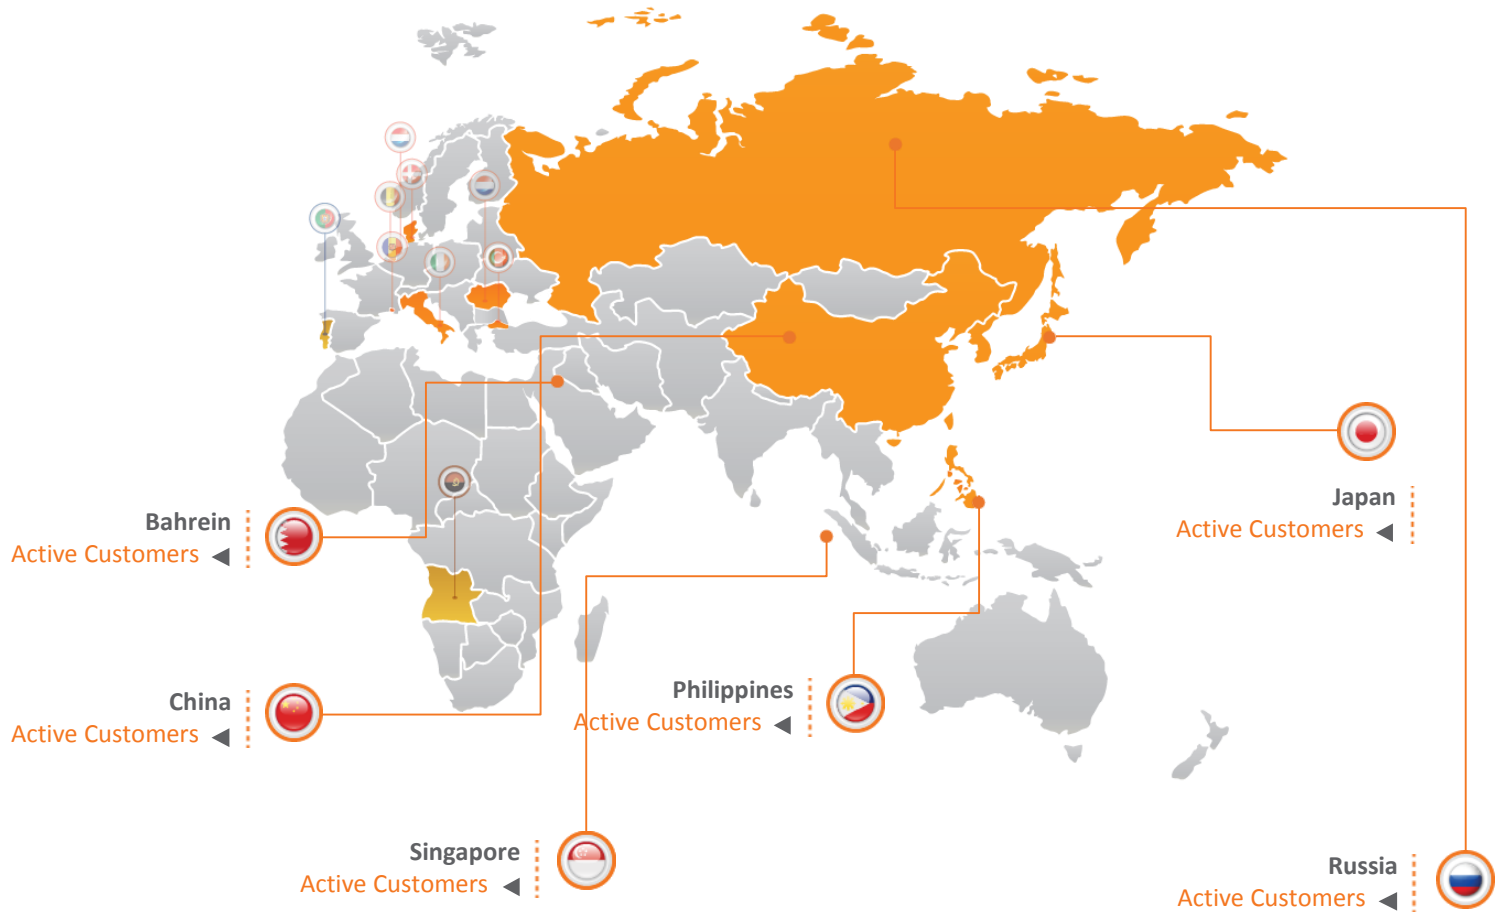 Japan
Active Customers ◄
Bahrein
Active Customers ◄
Philippines
Active Customers ◄
China
Active Customers ◄
Singapore
Active Customers ◄
Russia
Active Customers ◄